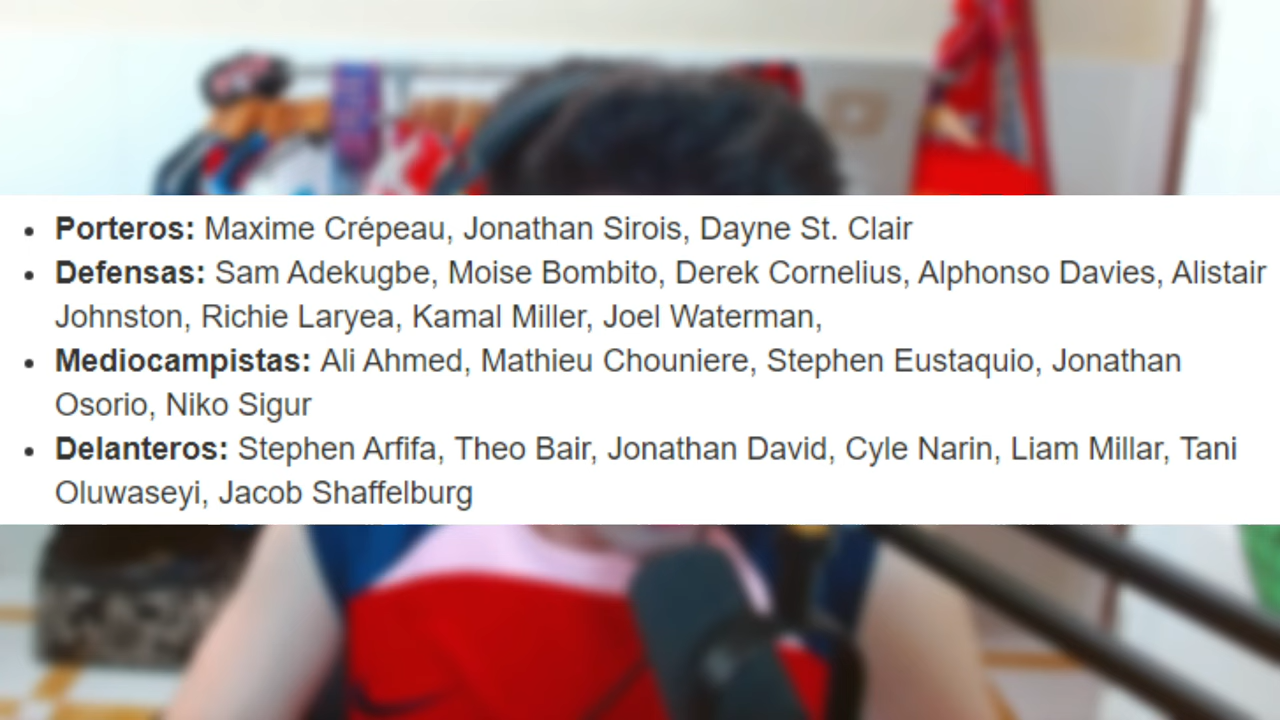 Porteros: Maxime Crépeau, Jonathan Sirois, Dayne St. Clair
Defensas: Sam Adekugbe, Moise Bombito, Derek Cornelius, Alphonso Davies, Alistair
Johnston, Richie Laryea, Kamal Miller, Joel Waterman,
Mediocampistas: Ali Ahmed, Mathieu Chouniere, Stephen Eustaquio, Jonathan
Osorio, Niko Sigur
Delanteros: Stephen Arfifa, Theo Bair, Jonathan David, Cyle Narin, Liam Millar, Tani
Oluwaseyi, Jacob Shaffelburg